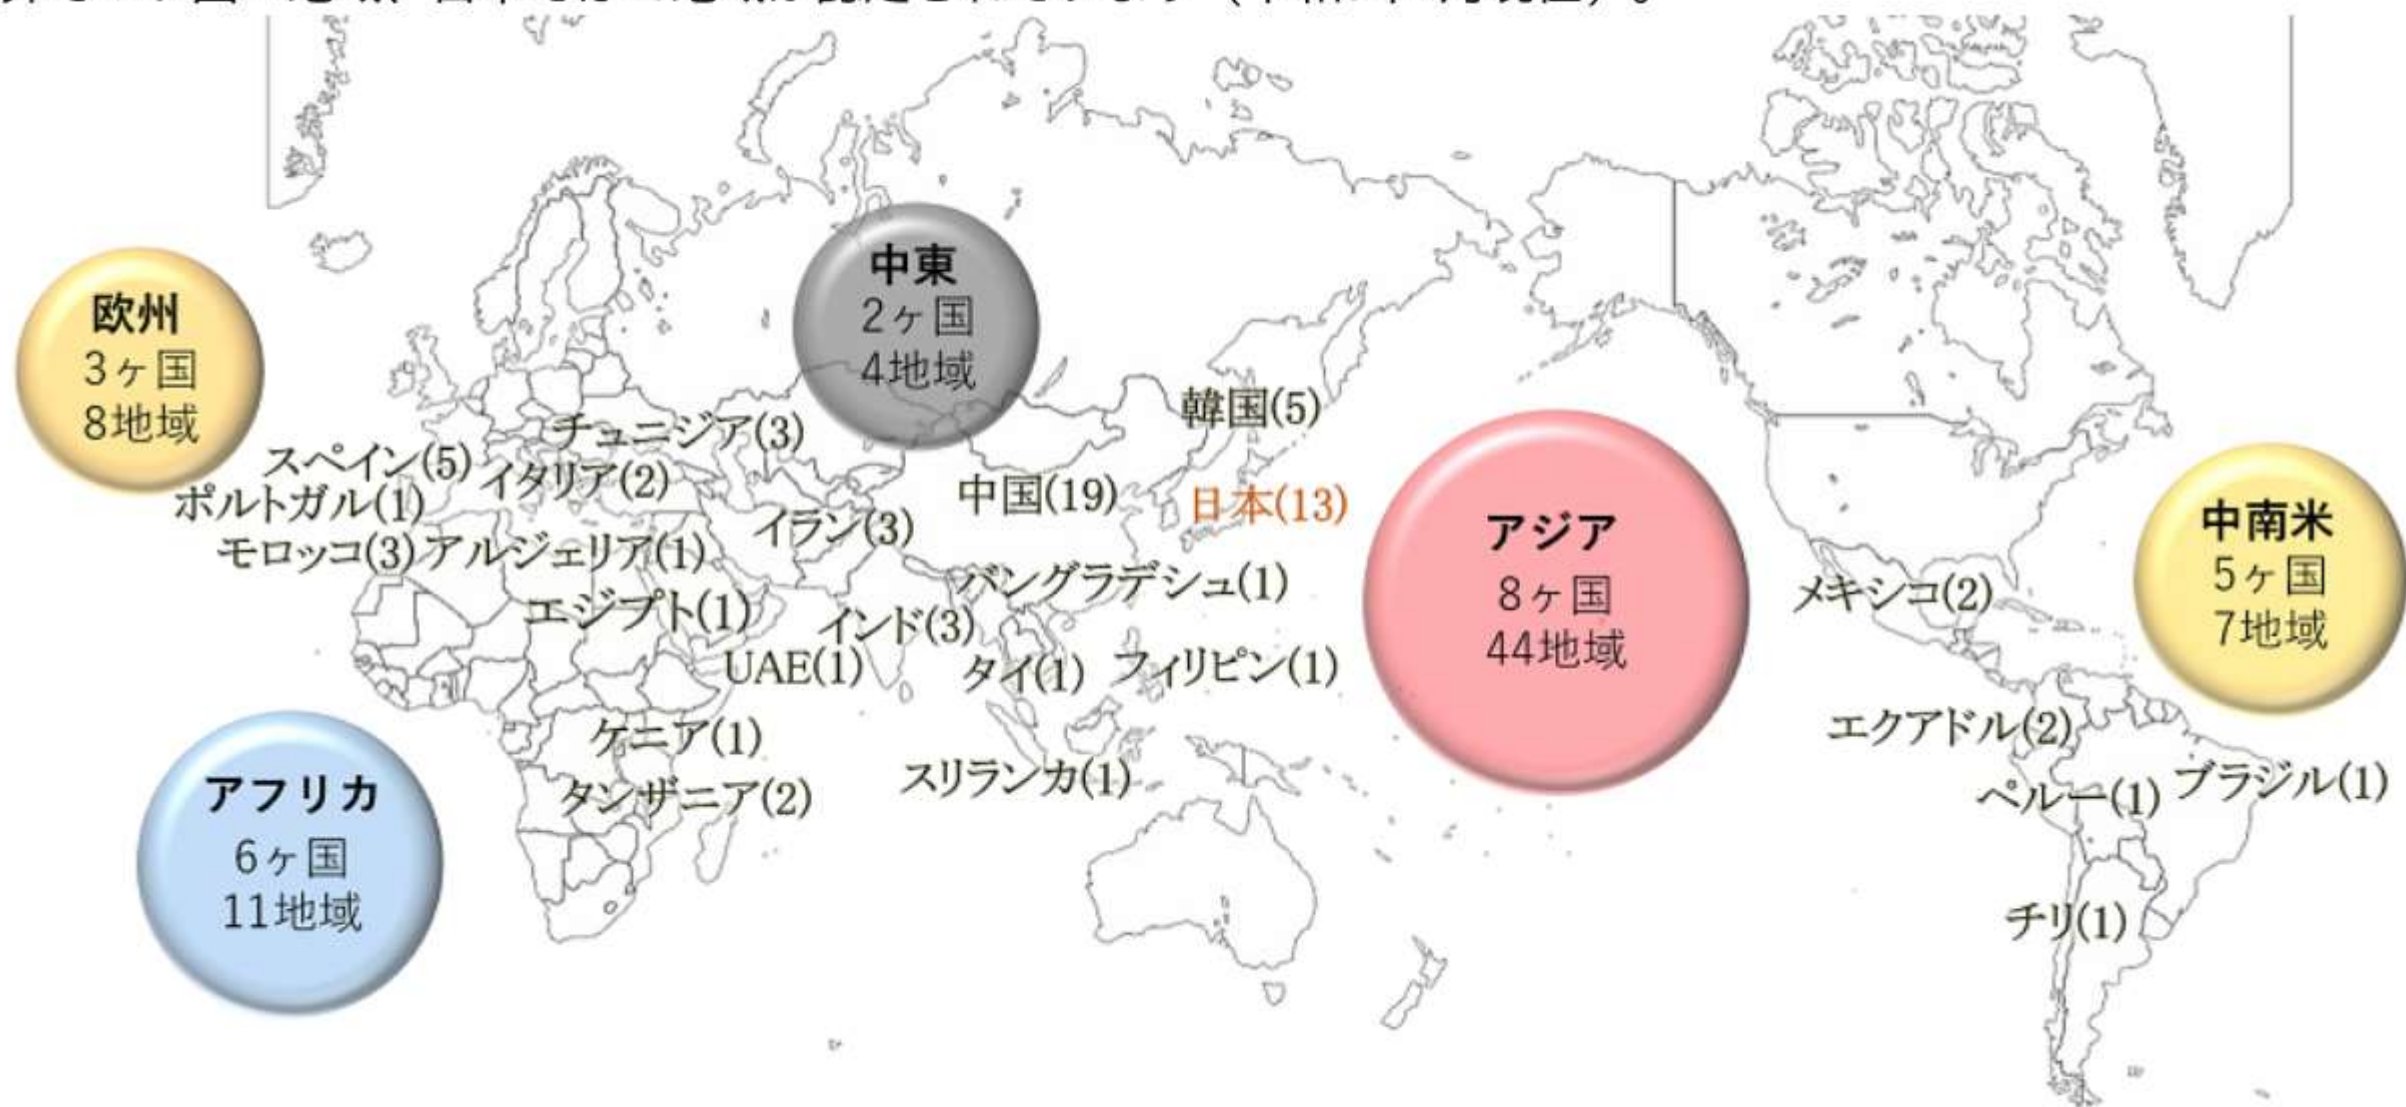 中東
2ヶ国
4地域
欧州
3ヶ国
8地域
韓国(5)
チュニジア(3)
スペイン(5)
イタリア(2)
ポルトガル(1)
中国(19)
日本(13)
イラン(3)
モロッコ(3)
アルジェリア(1)
アジア
8ヶ国
44地域
中南米
5ヶ国
7地域
バングラデシュ(1)
メキシコ(2)
エジプト(1)
インド(3)
UAE(1)
タイ(1)
フィリピン(1)
エクアドル(2)
ケニア(1)
スリランカ(1)
タンザニア(2)
ペルー(1)
ブラジル(1)
アフリカ
6ヶ国
11地域
チリ(1)